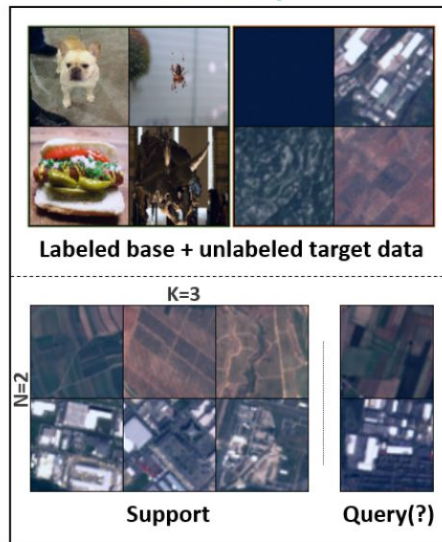 Labeled base + unlabeled target data
K=3
N=2
Support
Query(?)